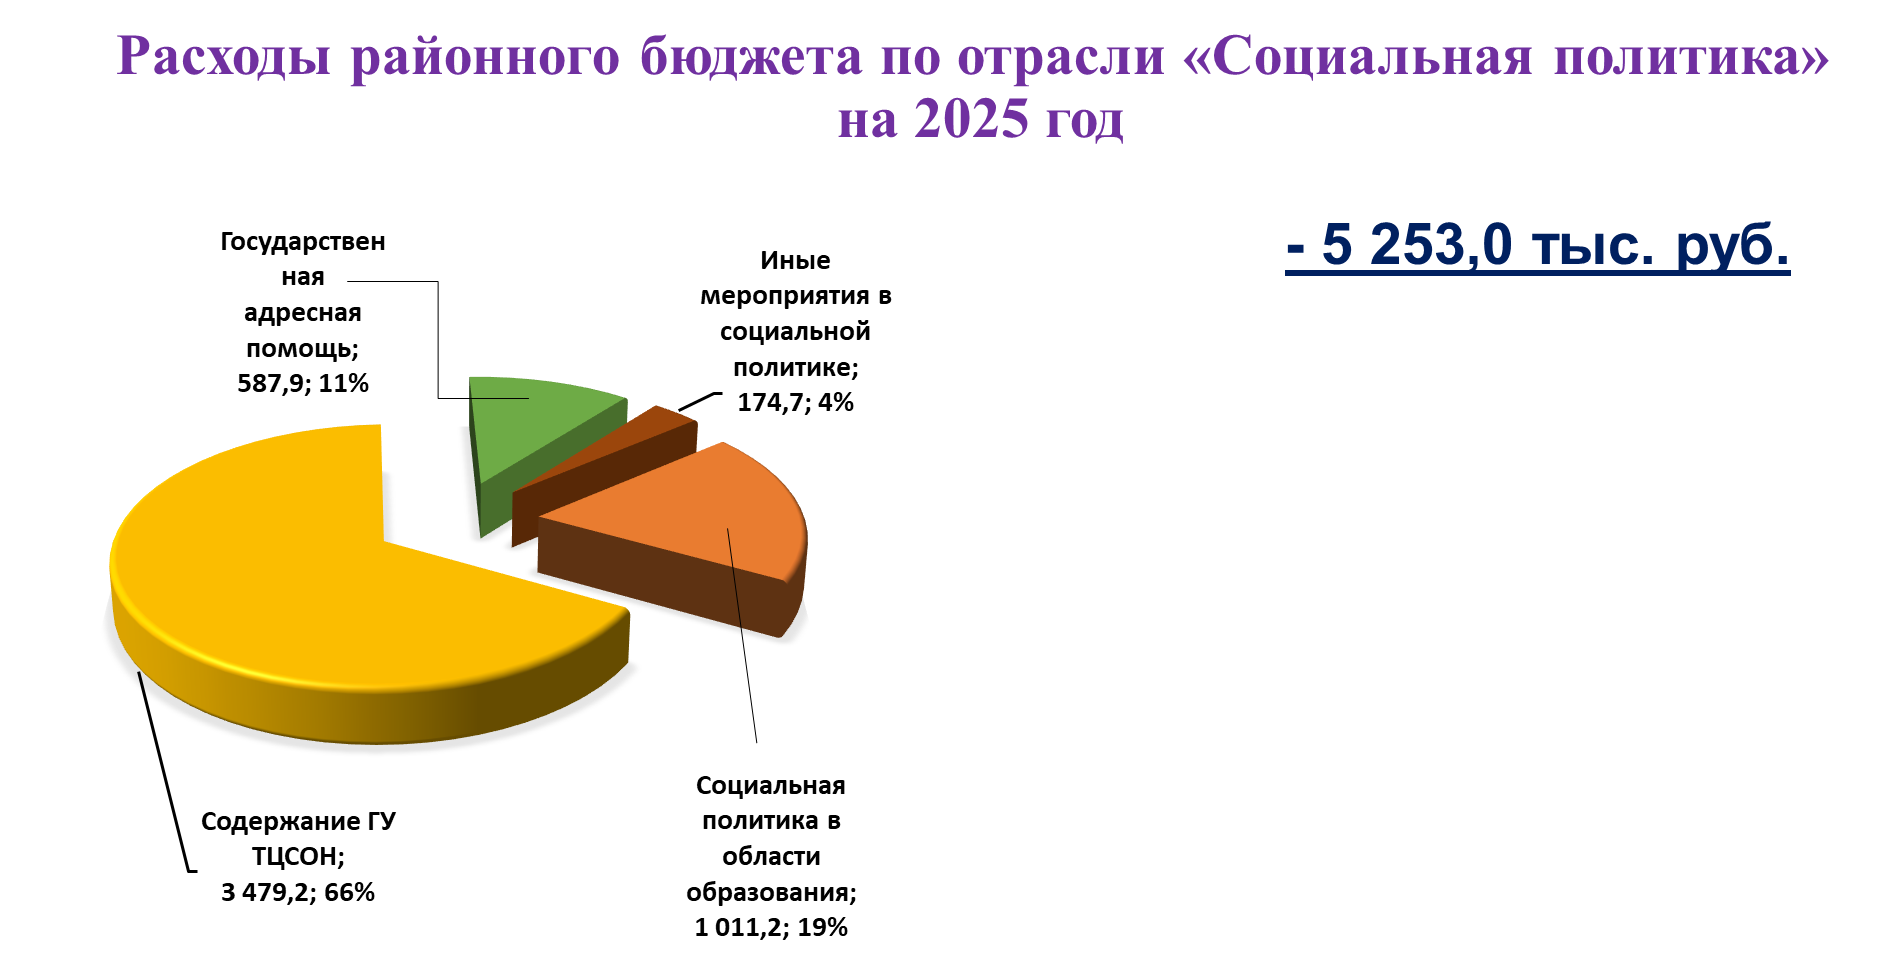 Расходы районного бюджета по отрасли «Социальная политика»
на 2025 год
- 5 253,0 тыс. руб.
Государствен
ная
адресная
помощь;
587,9; 11%
Иные
мероприятия в
социальной
политике;
174,7; 4%
Содержание ГУ
ТЦСОН;
3 479,2; 66%
Социальная
политика в
области
образования;
1 011,2; 19%